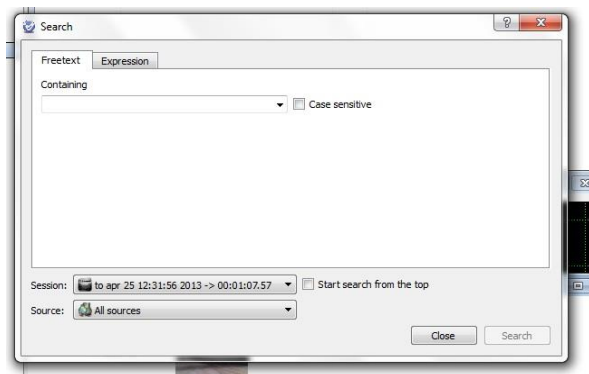 Search
Freetext Expression
Containing
Case sensitive
Session: to apr 25 12:31:56 2013 -> 00:01:07.57 Start search from the top
Source: All sources
Close Search